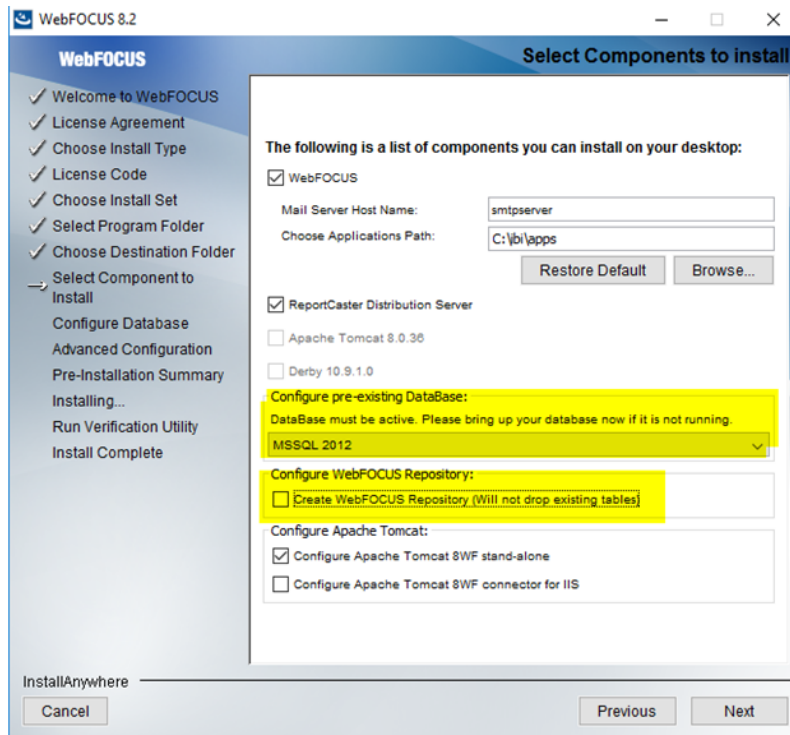 WebFOCUS 8.2
WebFOCUS
Select Components to install
Welcome to WebFOCUS
License Agreement
Choose Install Type
License Code
Choose Install Set
Select Program Folder
Choose Destination Folder
Select Component to
Install
Configure Database
Advanced Configuration
Pre-Installation Summary
Installing...
Run Verification Utility
Install Complete
The following is a list of components you can install on your desktop:
WebFOCUS
Mail Server Host Name:
smtpserver
Choose Applications Path:
C:\ibi\apps
Restore Default
Browse...
ReportCaster Distribution Server
Apache Tomcat 8.0.36
Derby 10.9.1.0
Configure pre-existing DataBase:
DataBase must be active. Please bring up your database now if it is not running.
MSSQL 2012
Configure WebFOCUS Repository:
Create WebFOCUS Repository (Will not drop existing tables)
Configure Apache Tomcat:
Configure Apache Tomcat 8WF stand-alone
Configure Apache Tomcat 8WF connector for IIS
InstallAnywhere
Cancel
Previous
Next